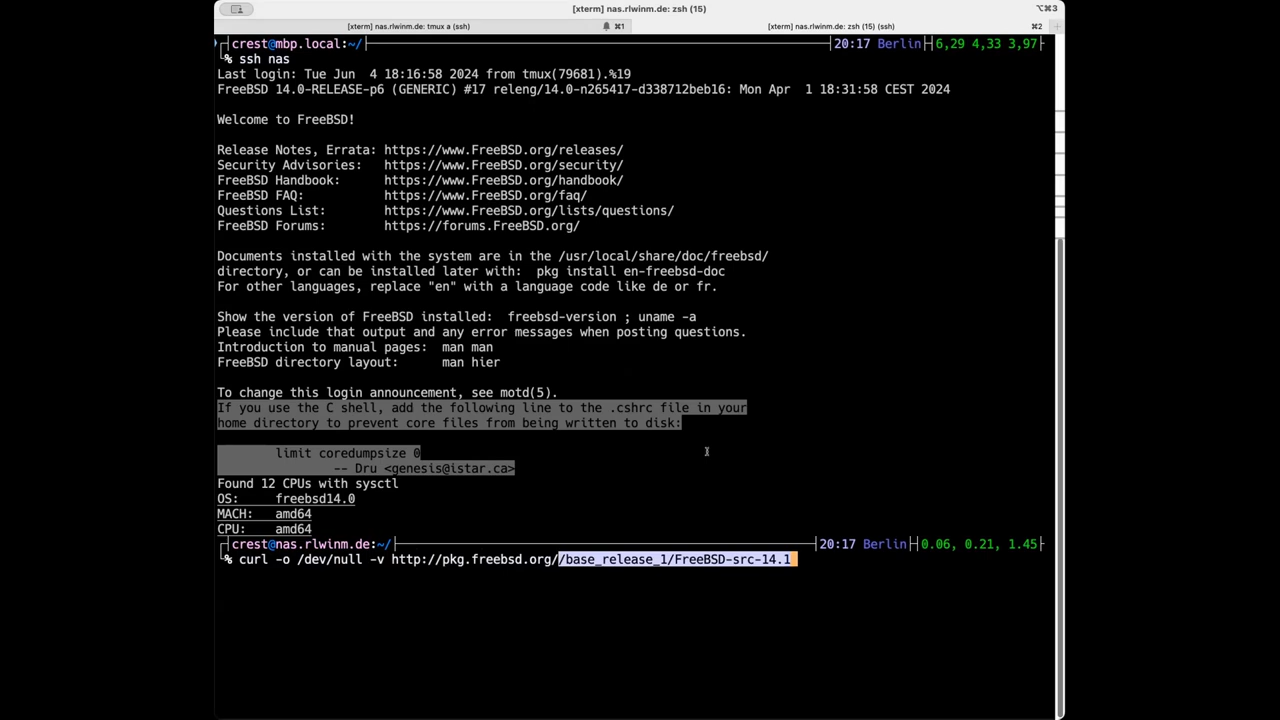 [xterm] nas.rlwinm.de: zsh (15)
⌥⌘3
[xterm] nas.rlwinm.de: tmux a (ssh)
⌘1
[xterm] nas.rlwinm.de: zsh (15) (ssh)
⌘2
crest@mbp.local:~/ 20:17 Berlin 6,29 4,33 3,97
% ssh nas
Last login: Tue Jun  4 18:16:58 2024 from tmux(79681).%19
FreeBSD 14.0-RELEASE-p6 (GENERIC) #17 releng/14.0-n265417-d338712beb16: Mon Apr  1 18:31:58 CEST 2024
Welcome to FreeBSD!
Release Notes, Errata: https://www.FreeBSD.org/releases/
Security Advisories:   https://www.FreeBSD.org/security/
FreeBSD Handbook:      https://www.FreeBSD.org/handbook/
FreeBSD FAQ:           https://www.FreeBSD.org/faq/
Questions List:        https://www.FreeBSD.org/lists/questions/
FreeBSD Forums:        https://forums.FreeBSD.org/
Documents installed with the system are in the /usr/local/share/doc/freebsd/
directory, or can be installed later with:  pkg install en-freebsd-doc
For other languages, replace "en" with a language code like de or fr.
Show the version of FreeBSD installed:  freebsd-version ; uname -a
Please include that output and any error messages when posting questions.
Introduction to manual pages:  man man
FreeBSD directory layout:      man hier
To change this login announcement, see motd(5).
If you use the C shell, add the following line to the .cshrc file in your
home directory to prevent core files from being written to disk:
limit coredumpsize 0
-- Dru <genesis@istar.ca>
Found 12 CPUs with sysctl
OS:     freebsd14.0
MACH:   amd64
CPU:    amd64
crest@nas.rlwinm.de:~/ 20:17 Berlin 0.06, 0.21, 1.45
% curl -o /dev/null -v http://pkg.freebsd.org//base_release_1/FreeBSD-src-14.1